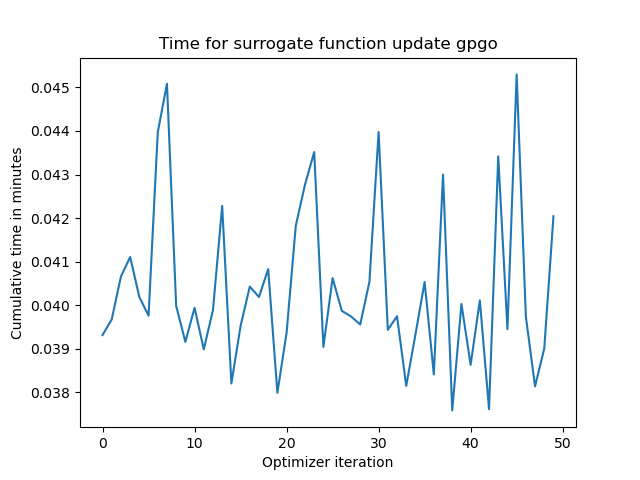 Time for surrogate function update gpgo
Cumulative time in minutes
0.045
0.044
0.043
0.042
0.041
0.040
0.039
0.038
0 10 20 30 40 50
Optimizer iteration